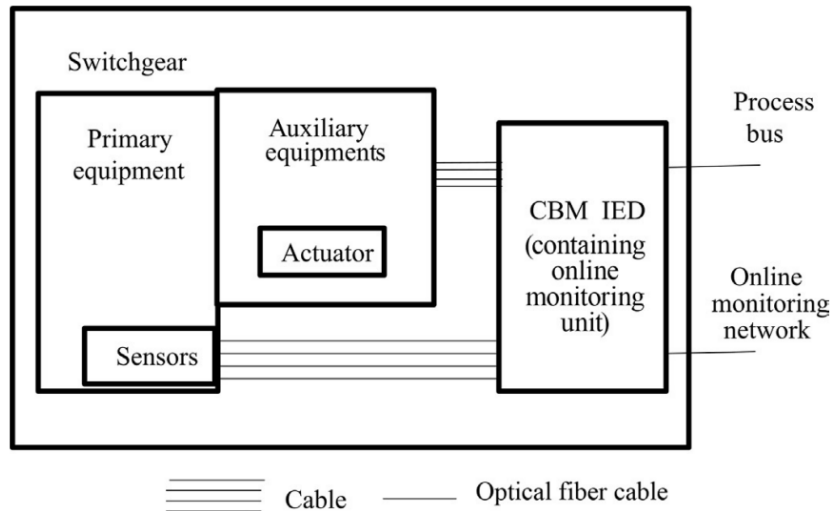 Switchgear
Primary
equipment
Auxiliary
equipments
Actuator
Sensors
CBM IED
(containing
online
monitoring
unit)
Process
bus
Online
monitoring
network
Cable
Optical fiber cable